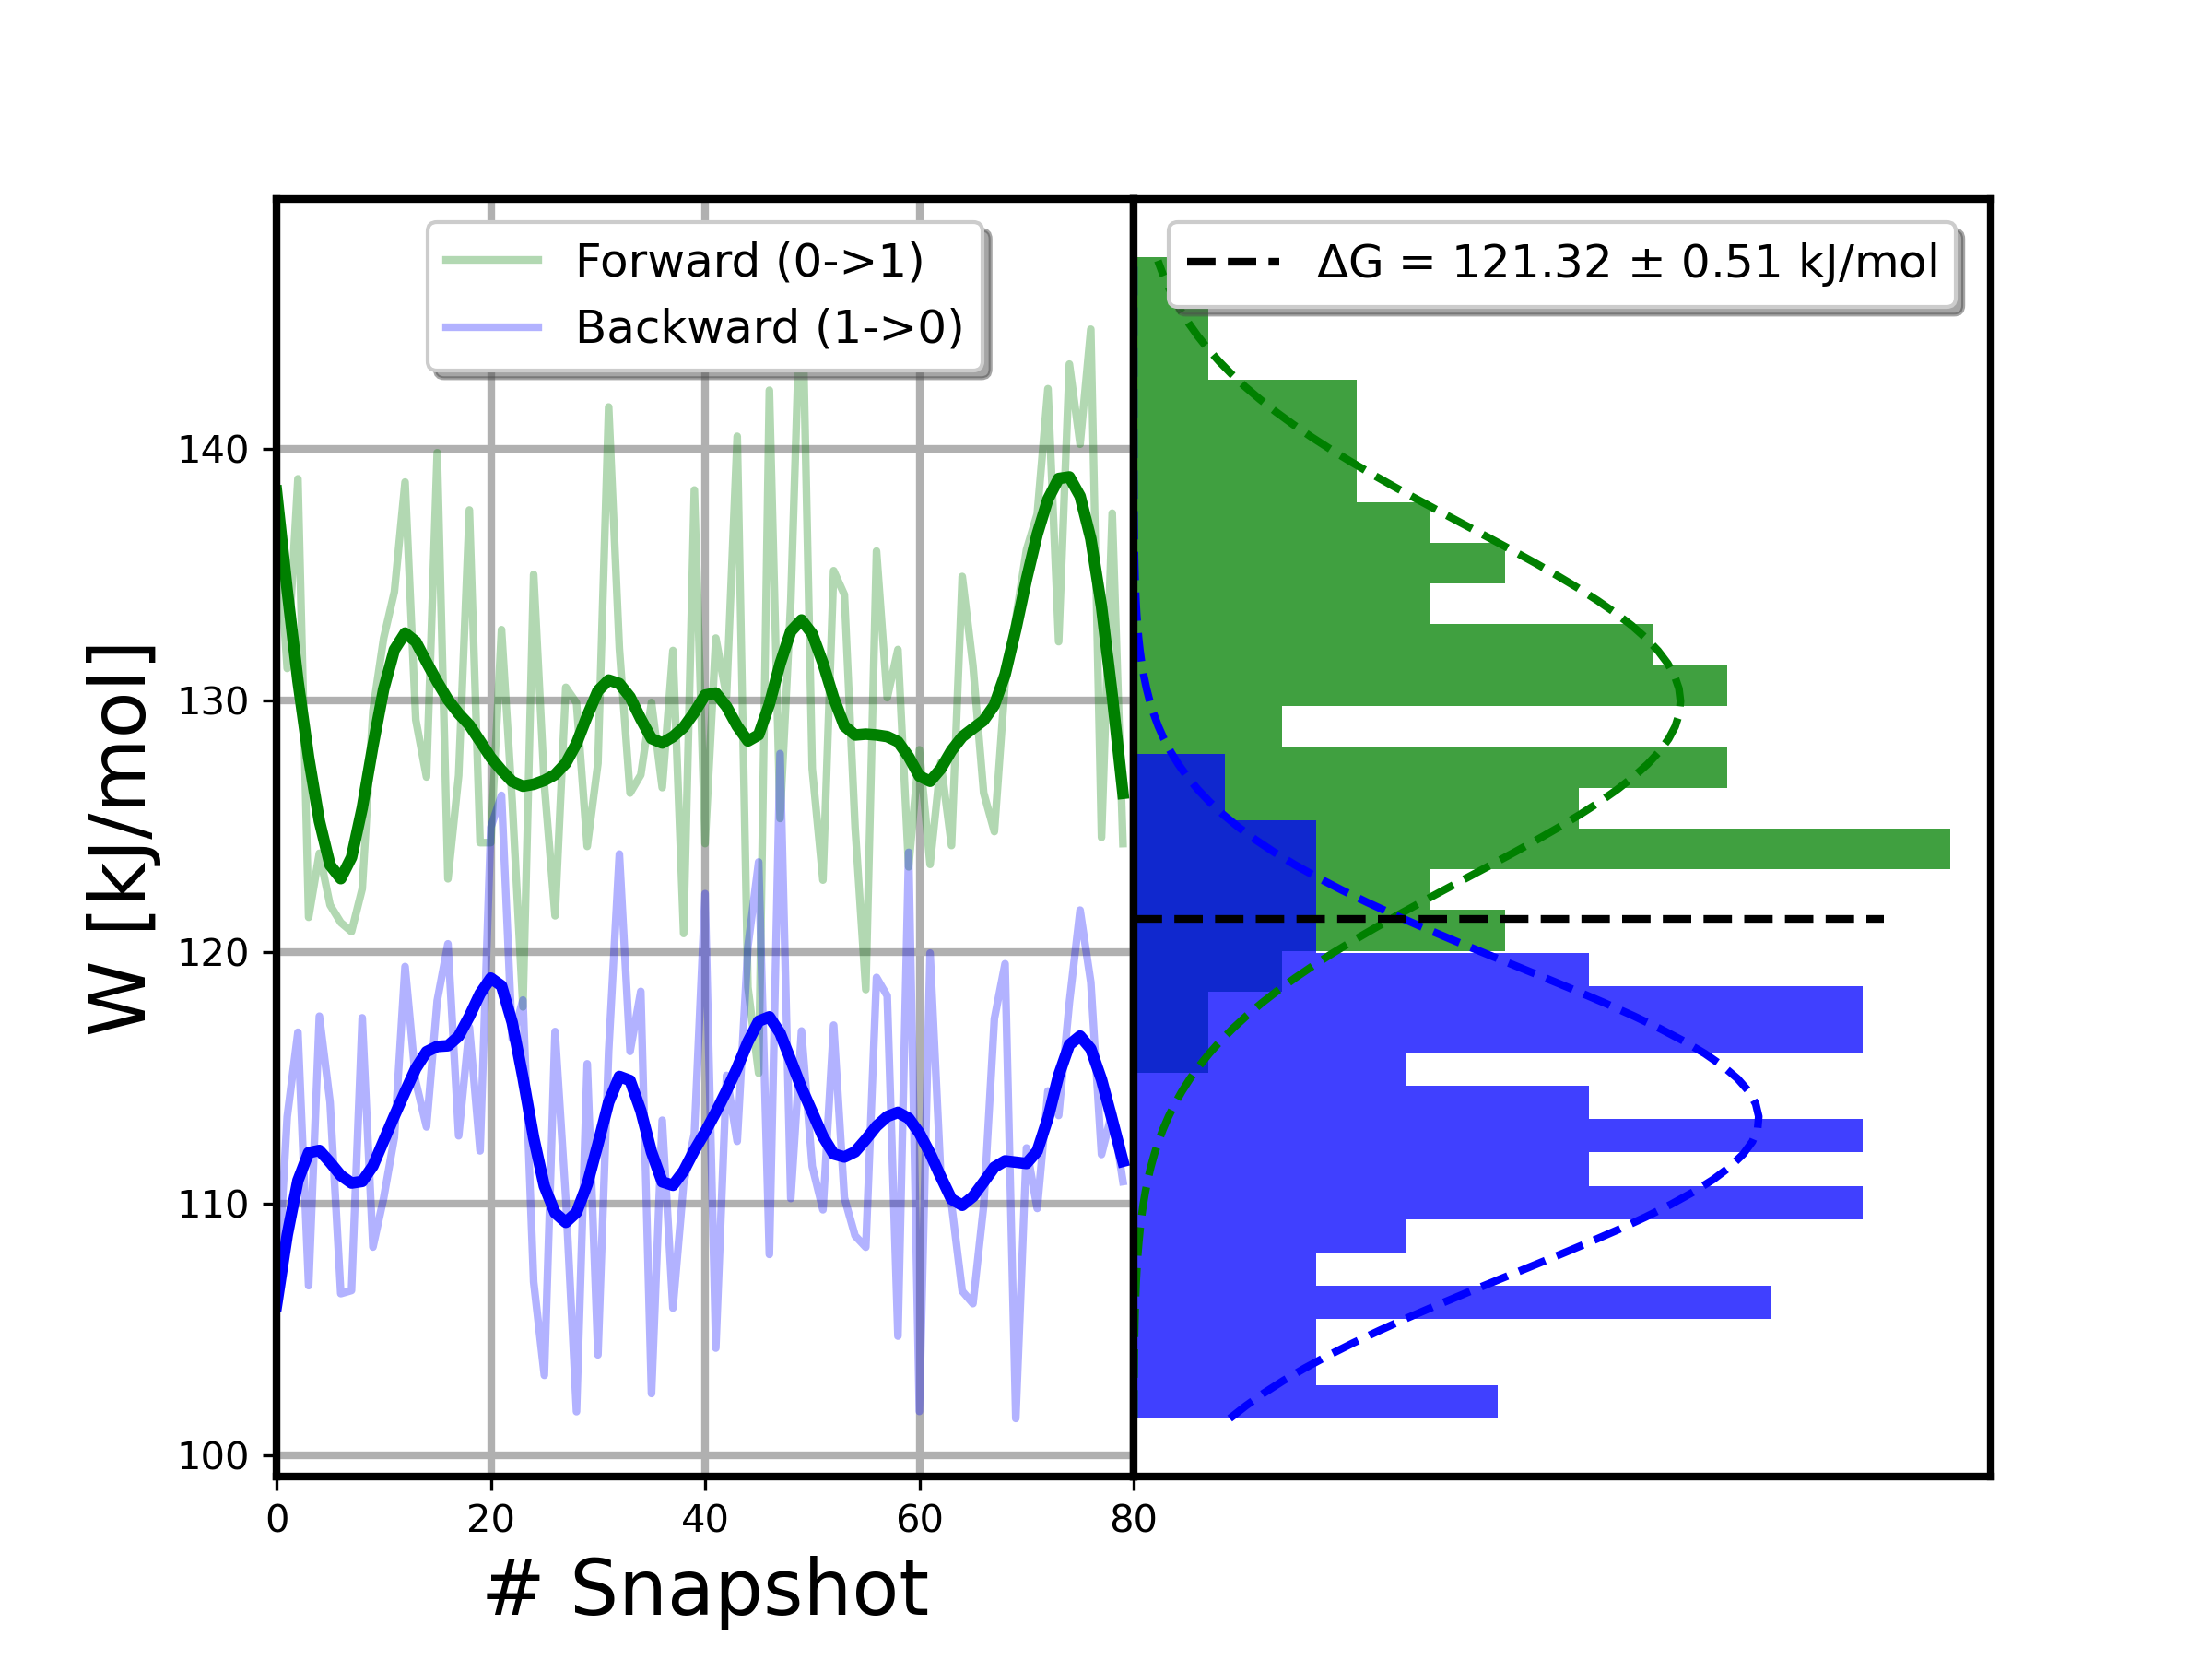 Forward (0->1)
Backward (1->0)
ΔG = 121.32 ± 0.51 kJ/mol
140
130
120
110
100
W [kJ/mol]
0
20
40
60
80
# Snapshot